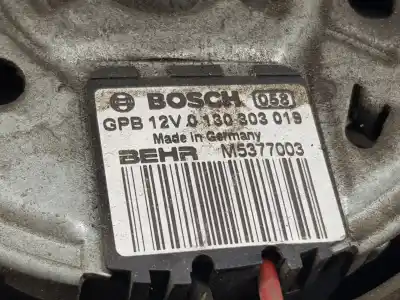 BOSCH 058
GPB 12V 0 130 303 019
Made in Germany
BEHR M5377003